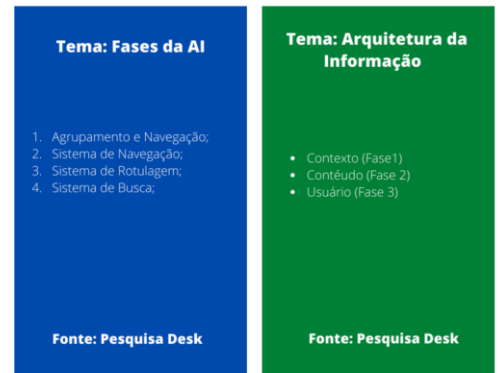 Tema: Fases da AI
1. Agrupamento e Navegação;
2. Sistema de Navegação;
3. Sistema de Rotulagem;
4. Sistema de Busca;
Fonte: Pesquisa Desk
Tema: Arquitetura da
Informação
• Contexto (Fase1)
• Contéudo (Fase 2)
• Usuário (Fase 3)
Fonte: Pesquisa Desk